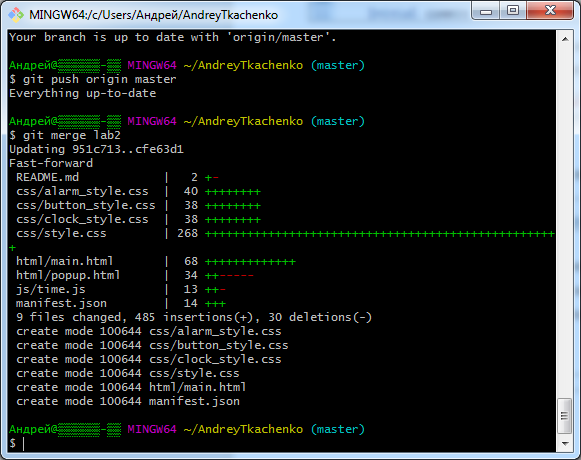 MINGW64:/c/Users/Андрей/AndreyTkachenko
Your branch is up to date with 'origin/master'.
Андрей@▒▒▒▒▒▒-▒▒ MINGW64 ~/AndreyTkachenko (master)
$ git push origin master
Everything up-to-date
Андрей@▒▒▒▒▒▒-▒▒ MINGW64 ~/AndreyTkachenko (master)
$ git merge lab2
Updating 951c713..cfe63d1
Fast-forward
README.md | 2 +-
css/alarm_style.css | 40 ++++++++
css/button_style.css | 38 ++++++++
css/clock_style.css | 38 ++++++++
css/style.css | 268 +++++++++++++++++++++++++++++++++++++++++++++++++
+
html/main.html | 68 +++++++++++++
html/popup.html | 34 ++-----
js/time.js | 13 ++-
manifest.json | 14 +++
9 files changed, 485 insertions(+), 30 deletions(-)
create mode 100644 css/alarm_style.css
create mode 100644 css/button_style.css
create mode 100644 css/clock_style.css
create mode 100644 css/style.css
create mode 100644 html/main.html
create mode 100644 manifest.json
Андрей@▒▒▒▒▒▒-▒▒ MINGW64 ~/AndreyTkachenko (master)
$